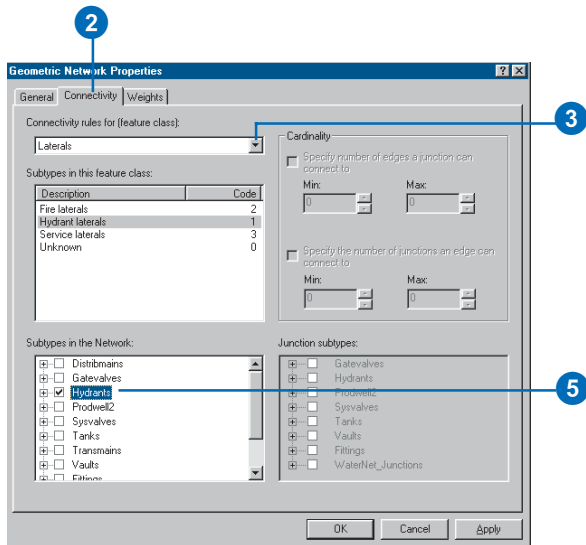 2
Geometric Network Properties
General Connectivity Weights
Connectivity rules for (feature class):
Laterals
3
Subtypes in this feature class:
Description Code
Fire laterals 2
Hydrant laterals 1
Service laterals 3
Unknown 0
Cardinality
Specify number of edges a junction can
connect to
Min: Max:
0 0
Specify the number of junctions an edge can
connect to
Min: Max:
0 0
Subtypes in the Network:
Distribmains
Gatevalves
Hydrants
Prodwell2
Sysvalves
Tanks
Transmains
Vaults
Fittings
5
Junction subtypes:
Gatevalves
Hydrants
Prodwell2
Sysvalves
Tanks
Vaults
Fittings
WaterNet_Junctions
OK Cancel Apply